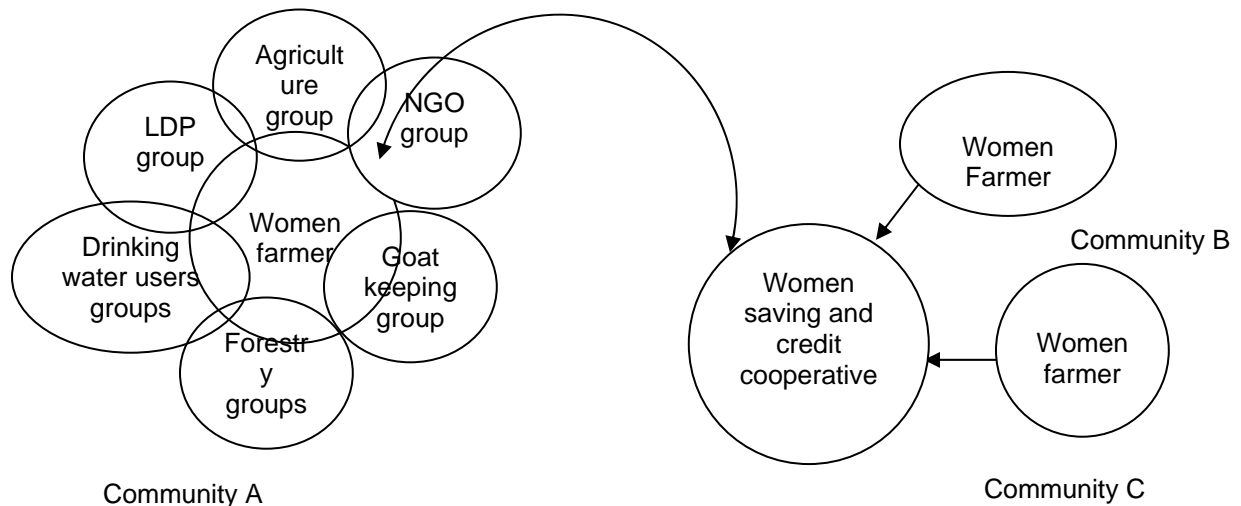 Agricult
ure
group
NGO
group
LDP
group
Women
farmer
Drinking
water users
groups
Goat
keeping
group
Forestr
y
groups
Community A
Women
saving and
credit
cooperative
Women
Farmer
Community B
Women
farmer
Community C